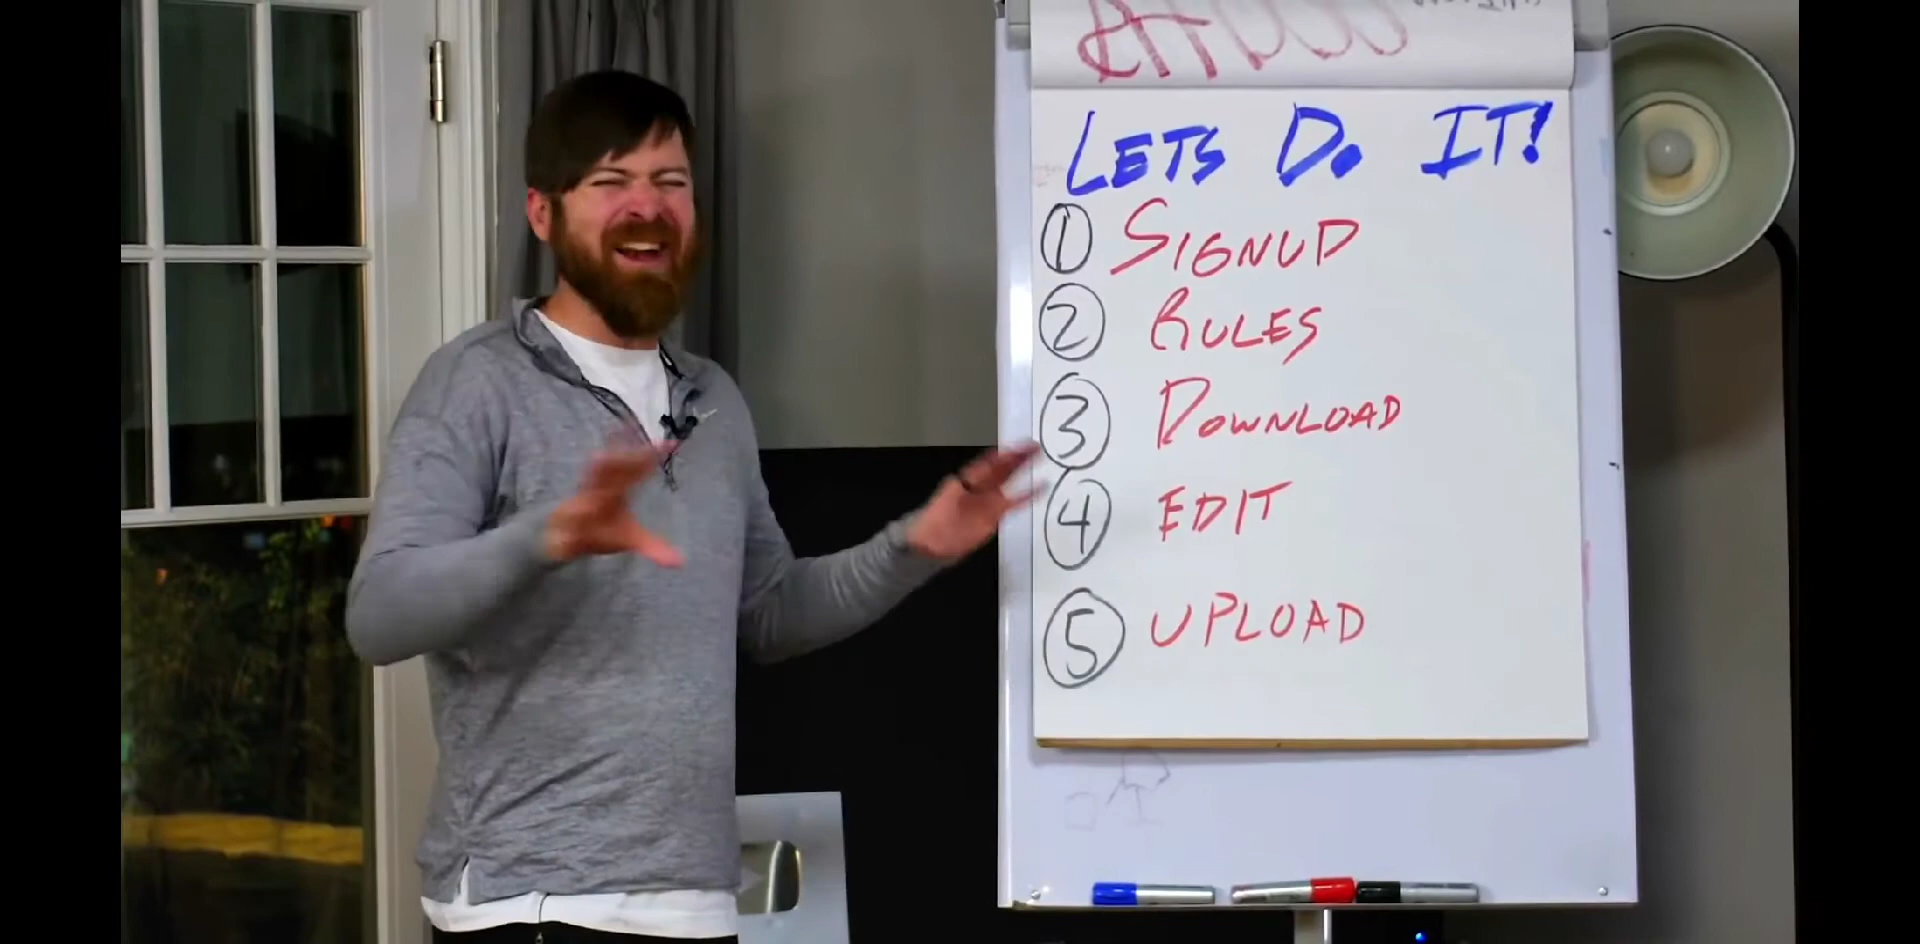 LETS DO IT!
1 SIGNUP
2 RULES
3 DOWNLOAD
4 EDIT
5 UPLOAD